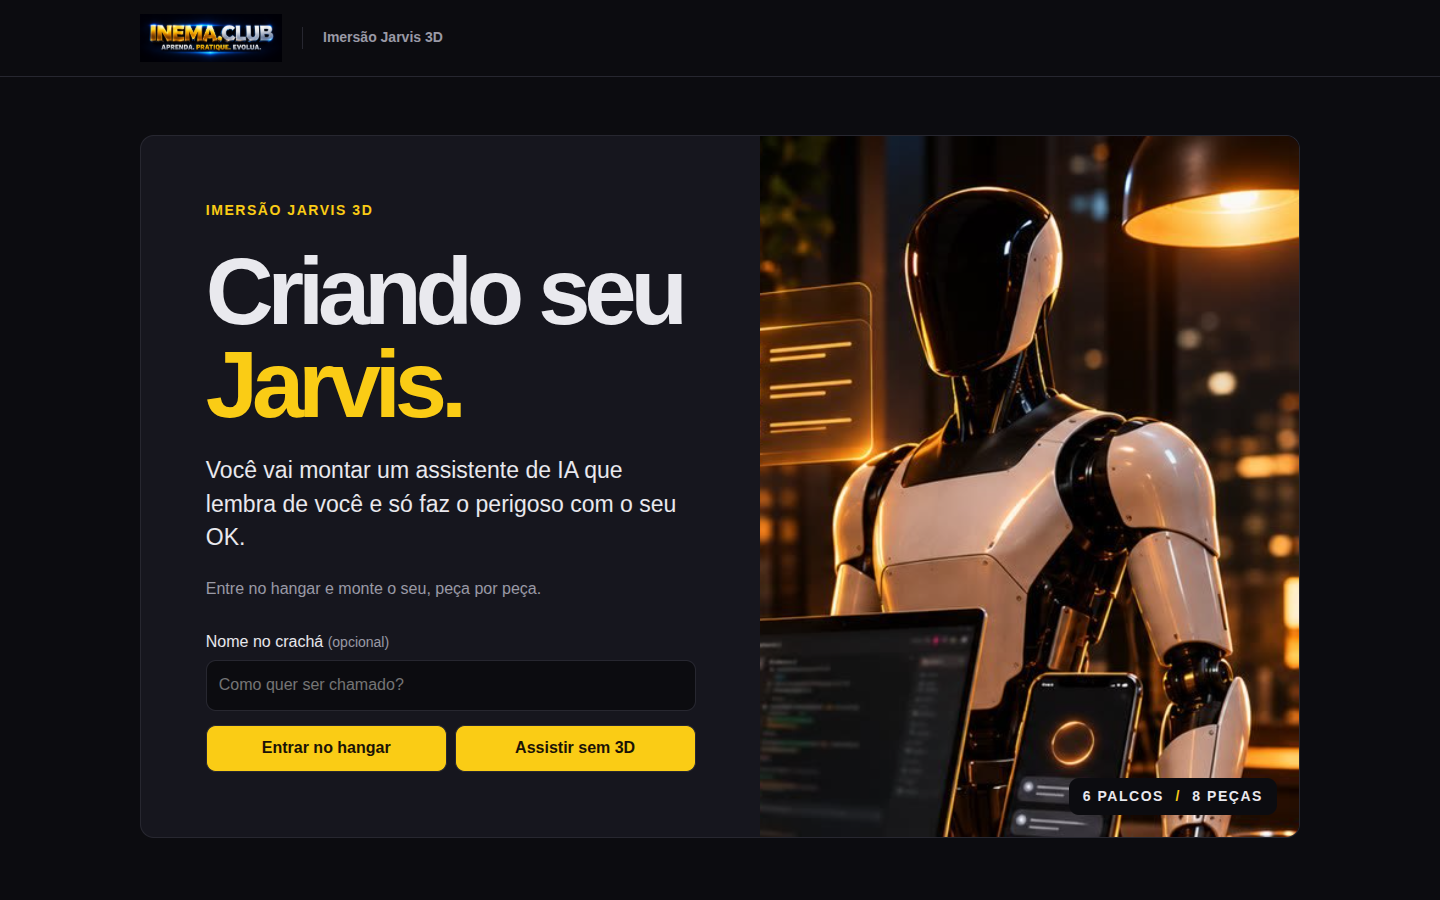 INEMA.CLUB
APRENDA. PRATIQUE. EVOLUA.
Imersão Jarvis 3D
IMERSÃO JARVIS 3D
Criando seu
Jarvis.
Você vai montar um assistente de IA que
lembra de você e só faz o perigoso com o seu
OK.
Entre no hangar e monte o seu, peça por peça.
Nome no crachá (opcional)
Como quer ser chamado?
Entrar no hangar
Assistir sem 3D
6 PALCOS / 8 PEÇAS